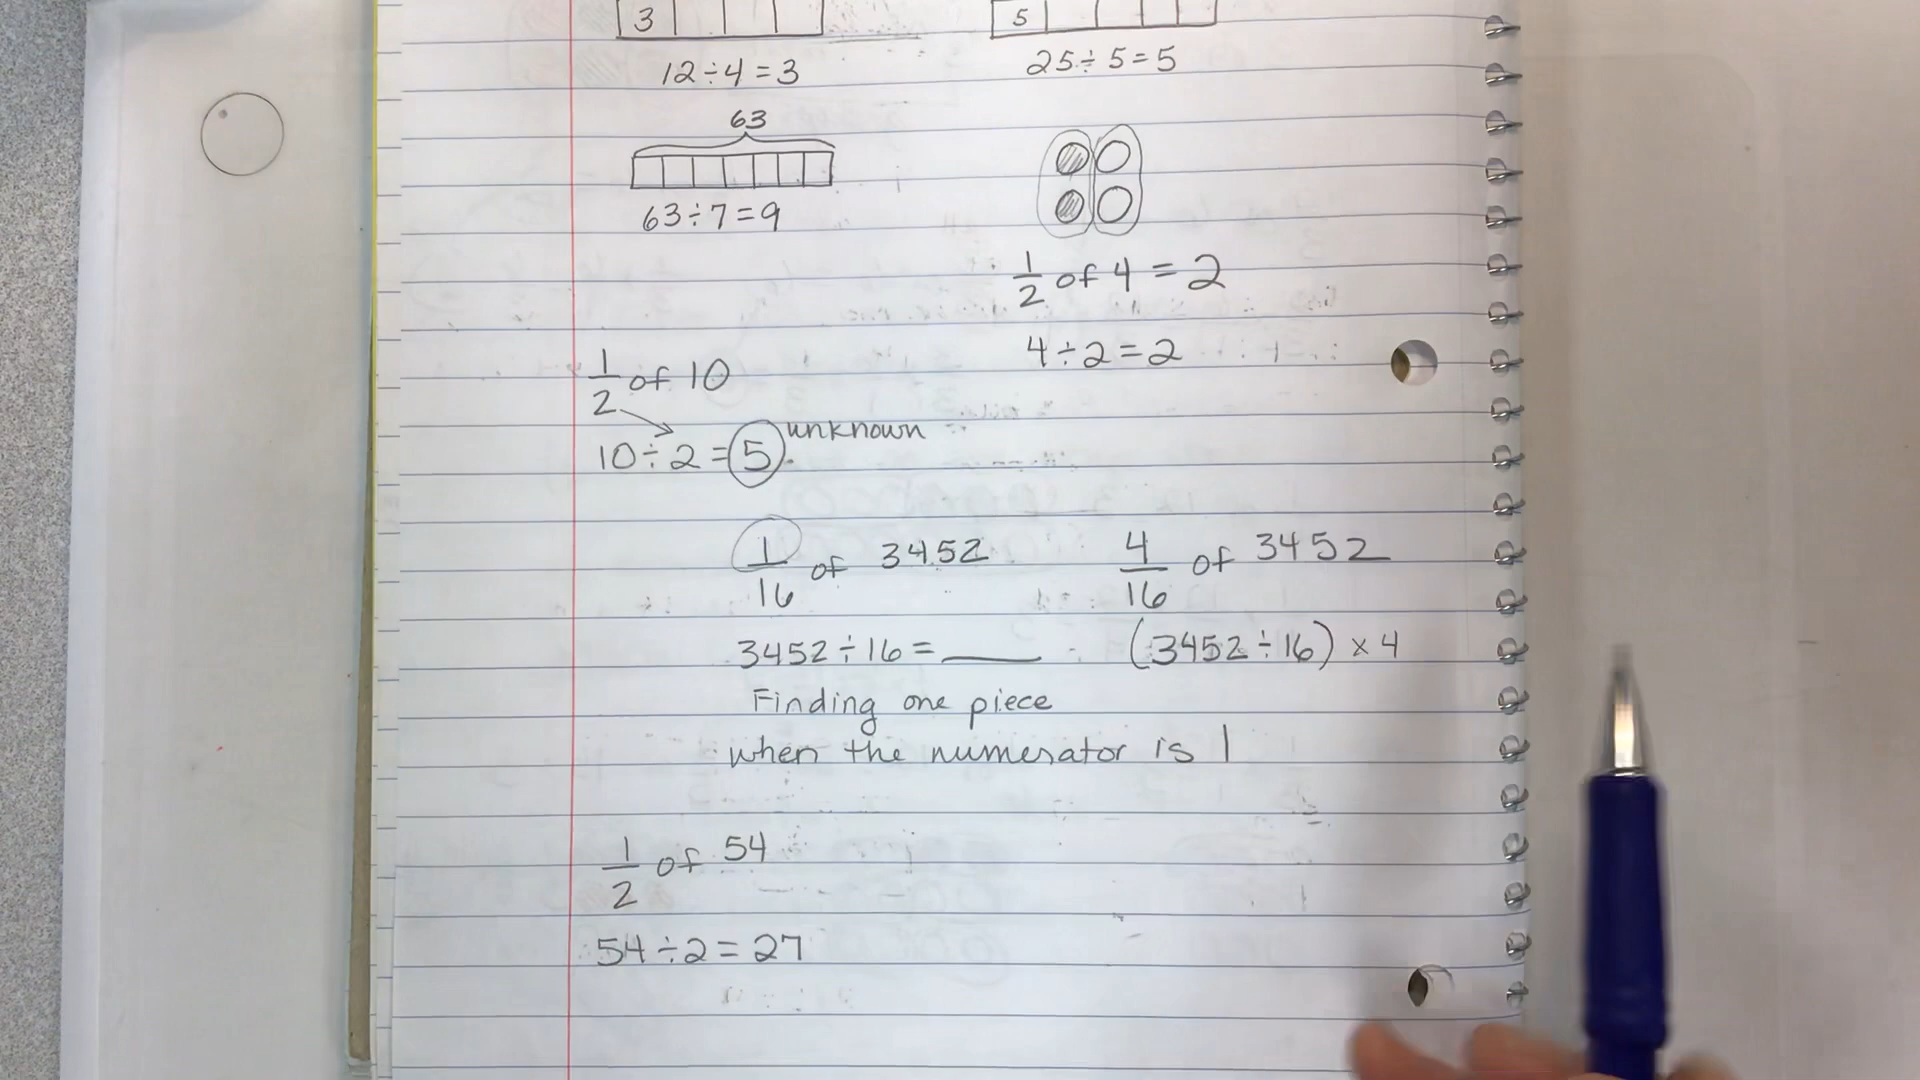 3
5
12÷4=3
25÷5=5
63
63÷7=9
1/2 of 4 = 2
4÷2=2
1/2 of 10
10÷2=5 unknown
1/16 of 3452
4/16 of 3452
3452÷16=____
(3452÷16)×4
Finding one piece
when the numerator is 1
1/2 of 54
54÷2=27